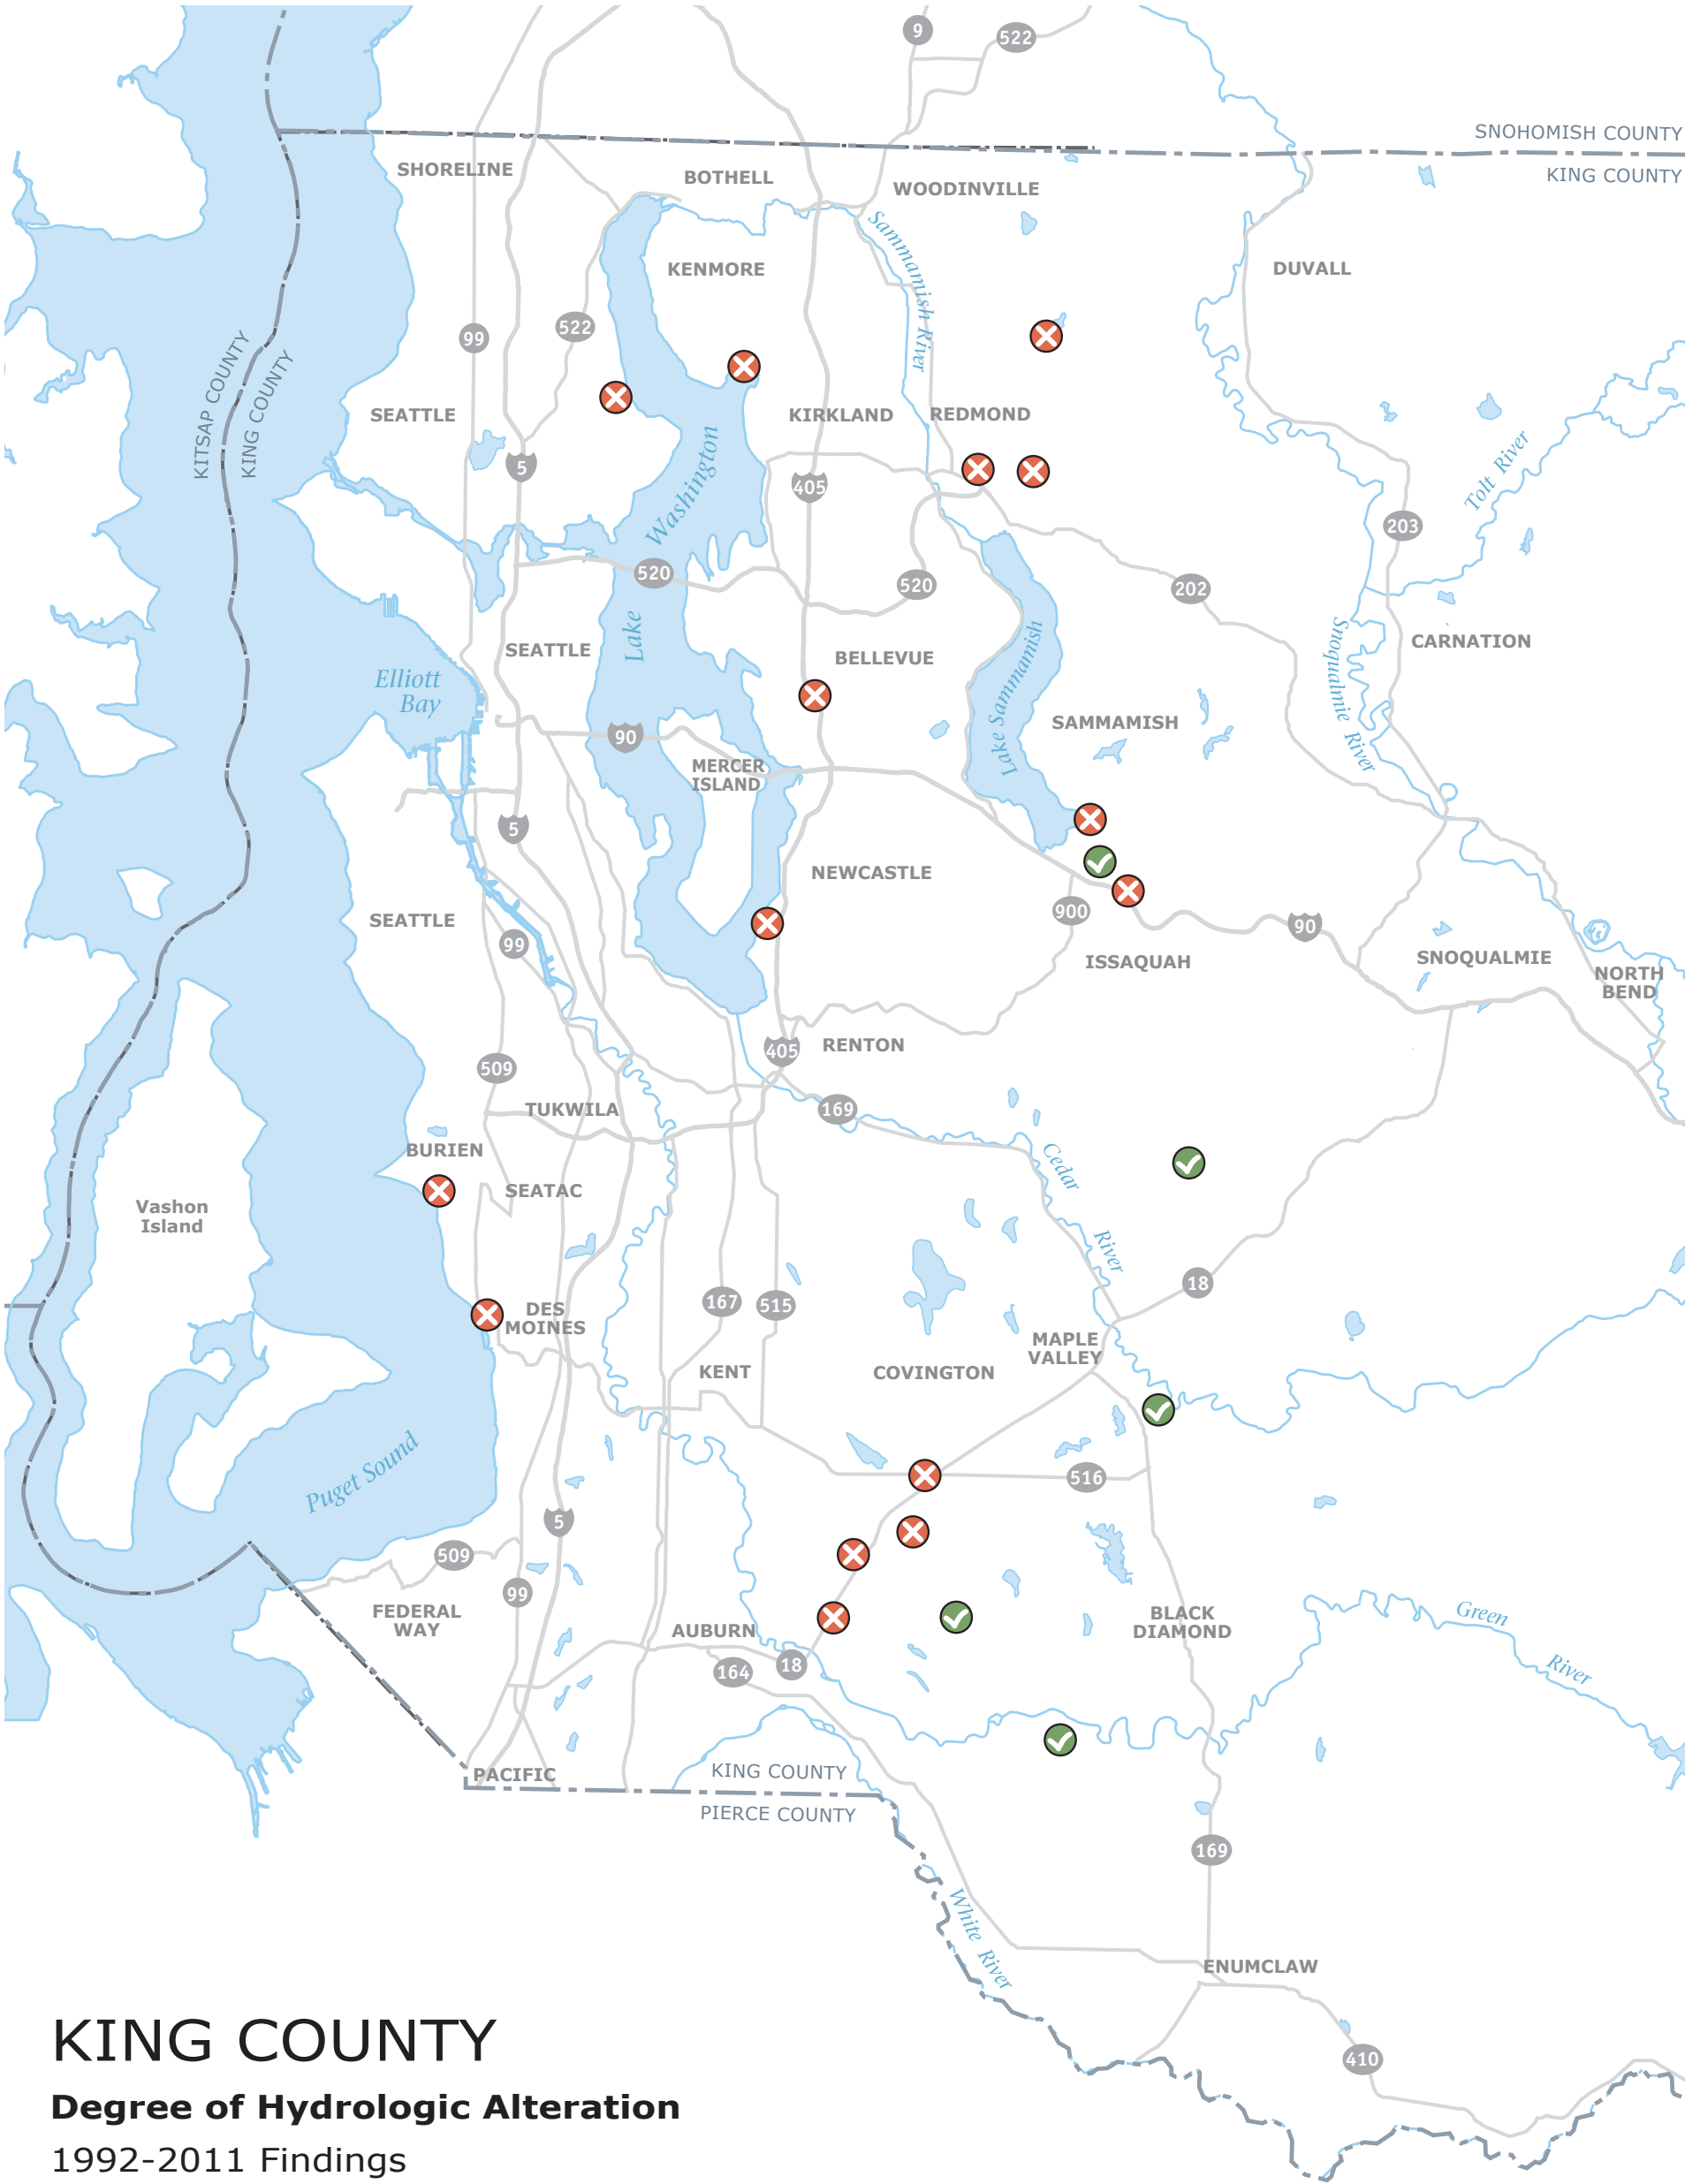 9
522
SNOHOMISH COUNTY
KING COUNTY
SHORELINE
BOTHELL
WOODINVILLE
Sammamish River
KENMORE
DUVALL
99
522
KITSAP COUNTY
KING COUNTY
SEATTLE
KIRKLAND
REDMOND
5
405
Tolt River
203
Lake Washington
520
520
202
SEATTLE
BELLEVUE
Lake Sammamish
Snoqualmie River
CARNATION
Elliott
Bay
SAMMAMISH
90
MERCER
ISLAND
5
NEWCASTLE
SEATTLE
99
900
90
ISSAQUAH
SNOQUALMIE
NORTH
BEND
405
RENTON
509
TUKWILA
169
BURIEN
Cedar River
SEATAC
Vashon
Island
18
167
515
DES
MOINES
MAPLE
VALLEY
KENT
COVINGTON
Puget Sound
516
5
509
99
FEDERAL
WAY
AUBURN
BLACK
DIAMOND
Green River
164
18
PACIFIC
KING COUNTY
PIERCE COUNTY
169
White River
ENUMCLAW
410
KING COUNTY
Degree of Hydrologic Alteration
1992-2011 Findings